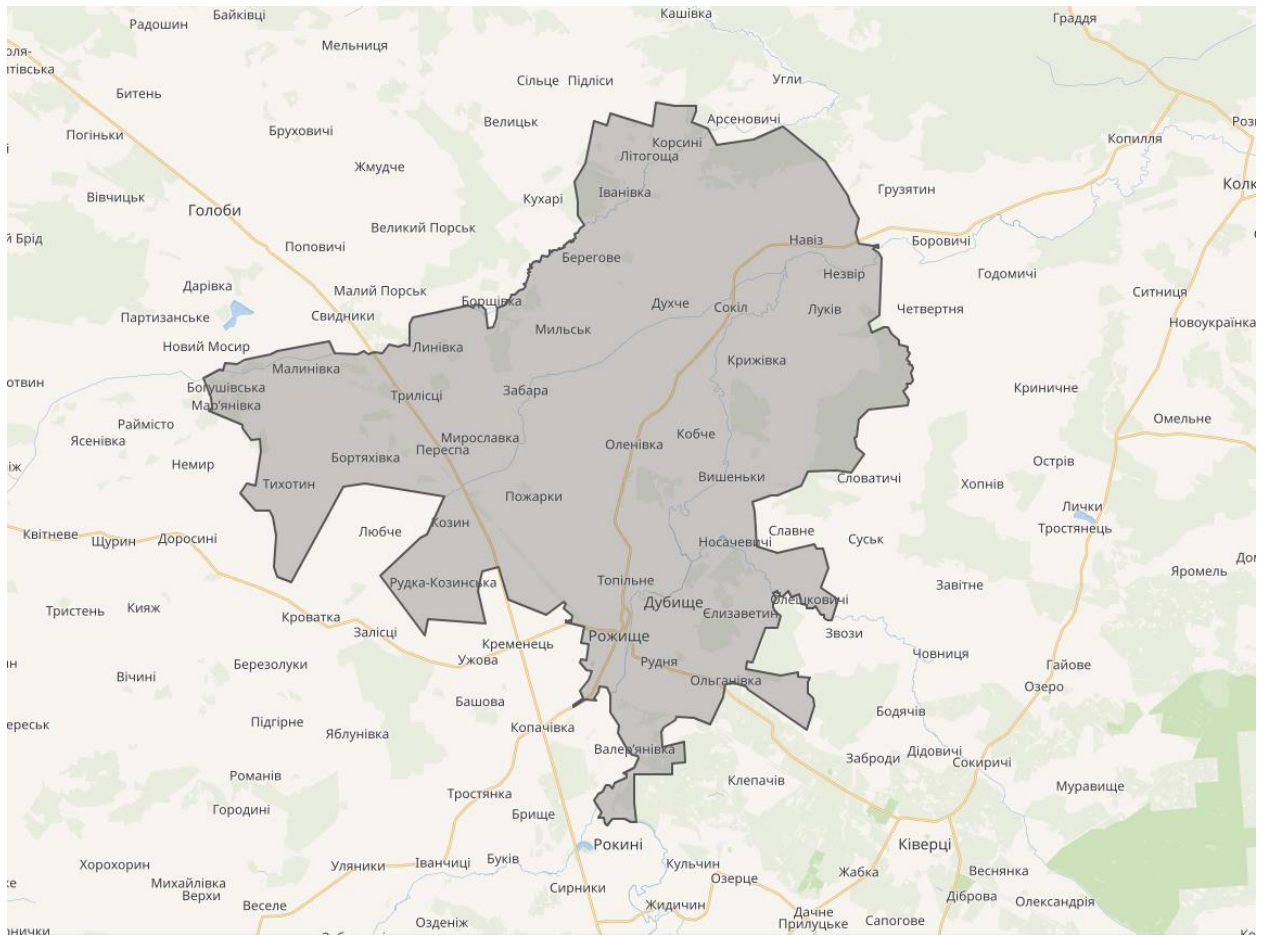 Кашівка
Байківці
Радошин
Граддя
Мельниця
Сільце
Підліси
Угли
Битень
Велицьк
Арсеновичі
Погіньки
Бруховичі
Копилля
Корсині
Літогоща
Жмудче
Вівчицьк
Кухарі
Іванівка
Грузятин
Голоби
Великий Порськ
Поповичі
Навіз
Боровичі
Берегове
Незвір
Годомичі
Дарівка
Малий Порськ
Борщівка
Ситниця
Партизанське
Свидники
Духче
Сокіл
Луків
Четвертня
Новоукраїнка
Мильськ
Новий Мосир
Линівка
Малинівка
Крижівка
Богушівська
Мар'янівка
Трилісці
Забара
Криничне
Раймісто
Омельне
Ясенівка
Мирославка
Кобче
Переспа
Оленівка
Немир
Бортяхівка
Острів
Тихотин
Вишеньки
Словатичі
Хопнів
Пожарки
Лички
Козин
Тростянець
Квітневе
Щурин
Доросині
Любче
Славне
Носачевичі
Суськ
Яромель
Рудка-Козинська
Топільне
Завітне
Дубище
Олешковичі
Тристень
Кияж
Кроватка
Єлизаветин
Залісці
Рожище
Звози
Кременець
Човниця
Ужова
Рудня
Гайове
Березолуки
Вічині
Ольганівка
Озеро
Башова
Бодячів
Підгірне
Яблунівка
Копачівка
Валер'янівка
Заброди
Дідовичі
Сокиричі
Романів
Клепачів
Муравище
Тростянка
Городині
Брище
Рокині
Ківерці
Хорохорин
Уляники
Іванчиці
Буків
Кульчин
Озерце
Жабка
Веснянка
Михайлівка
Верхи
Сирники
Діброва
Олександрія
Веселе
Жидичин
Дачне
Прилуцьке
Сапогове
Озденіж